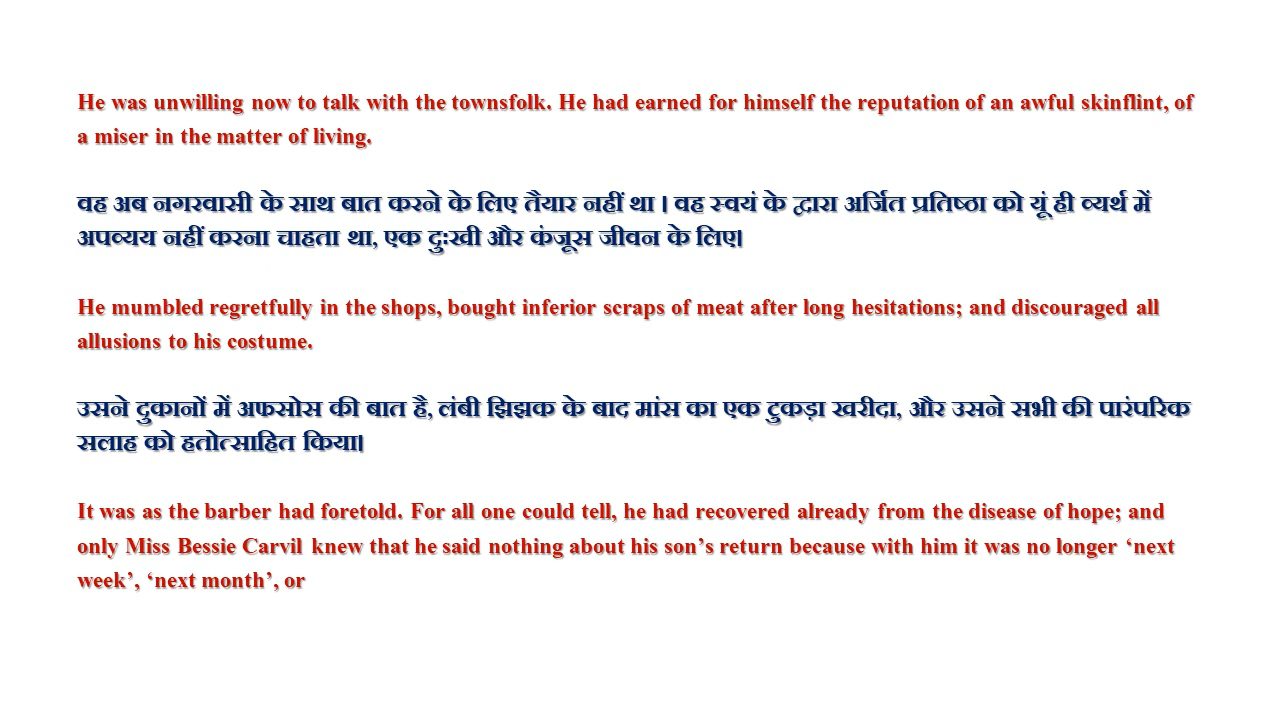 He was unwilling now to talk with the townsfolk. He had earned for himself the reputation of an awful skinflint, of
a miser in the matter of living.
वह अब नगरवासी के साथ बात करने के लिए तैयार नहीं था । वह स्वयं के द्वारा अर्जित प्रतिष्ठा को यूं ही व्यर्थ में
अपव्यय नहीं करना चाहता था, एक दुःखी और कंजूस जीवन के लिए।
He mumbled regretfully in the shops, bought inferior scraps of meat after long hesitations; and discouraged all
allusions to his costume.
उसने दुकानों में अफसोस की बात है, लंबी झिझक के बाद मांस का एक टुकड़ा खरीदा, और उसने सभी की पारंपरिक
सलाह को हतोत्साहित किया।
It was as the barber had foretold. For all one could tell, he had recovered already from the disease of hope; and
only Miss Bessie Carvil knew that he said nothing about his son’s return because with him it was no longer ‘next
week’, ‘next month’, or